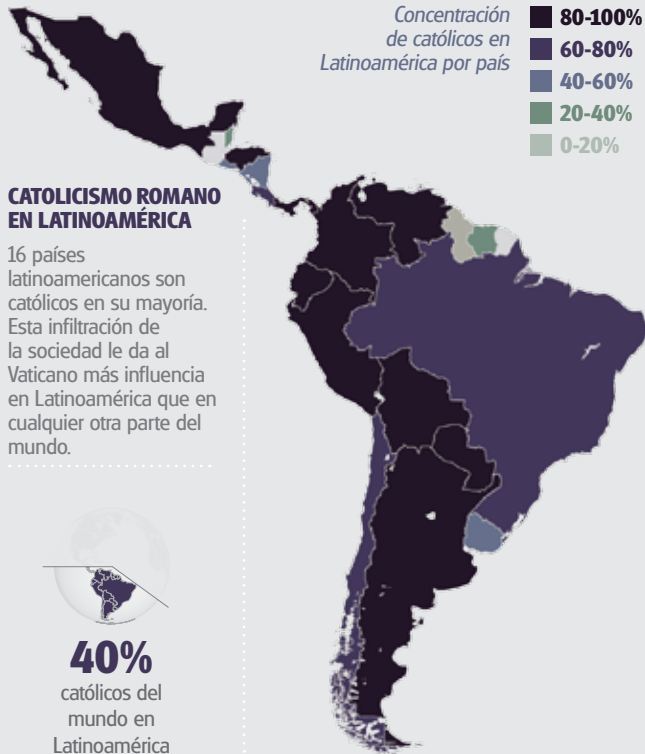 Concentración
de católicos en
Latinoamérica por país
80-100%
60-80%
40-60%
20-40%
0-20%
CATOLICISMO ROMANO
EN LATINOAMÉRICA
16 países
latinoamericanos son
católicos en su mayoría.
Esta infiltración de
la sociedad le da al
Vaticano más influencia
en Latinoamérica que en
cualquier otra parte del
mundo.
40%
católicos del
mundo en
Latinoamérica